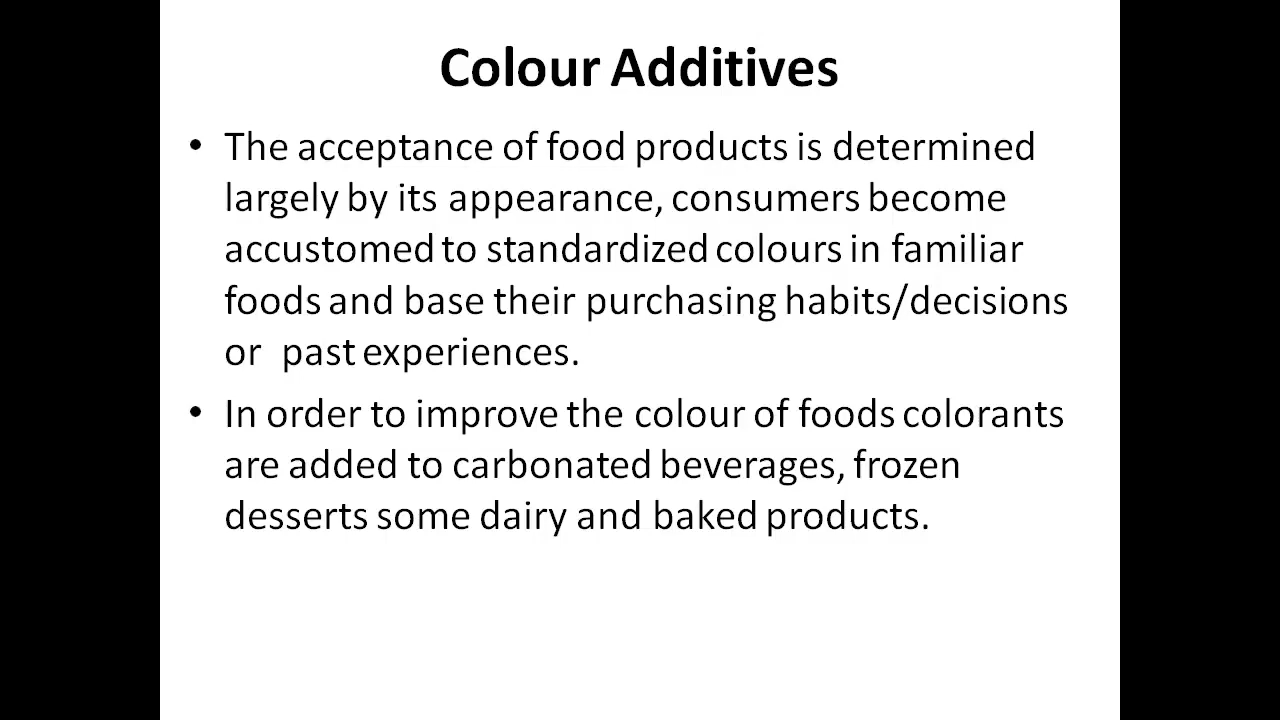 Colour Additives
• The acceptance of food products is determined
largely by its appearance, consumers become
accustomed to standardized colours in familiar
foods and base their purchasing habits/decisions
or past experiences.
• In order to improve the colour of foods colorants
are added to carbonated beverages, frozen
desserts some dairy and baked products.